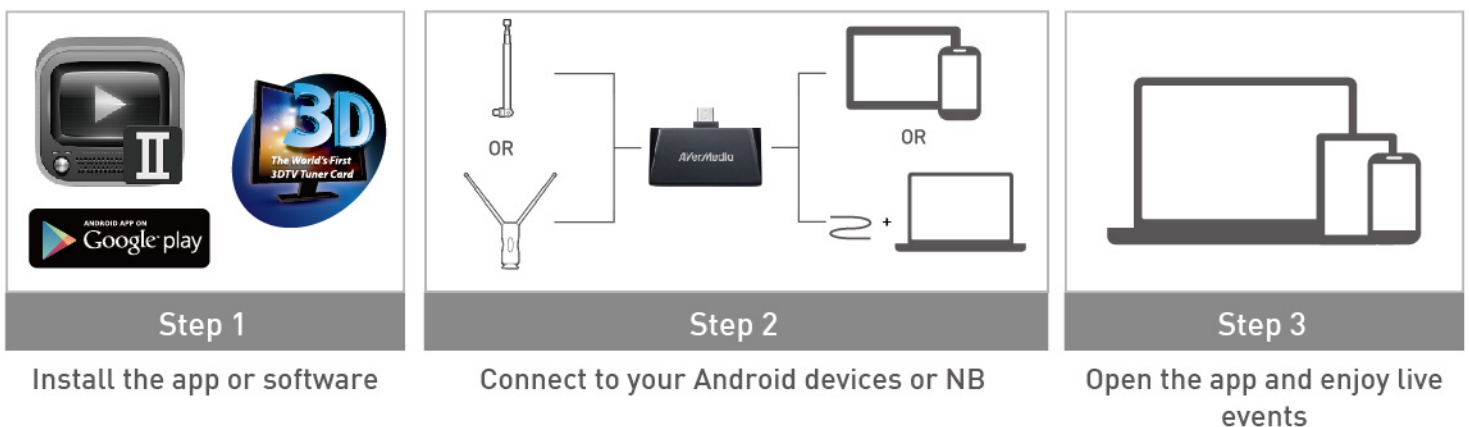 II
3D
The World's First
3DTV Tuner Card
ANDROID APP ON
Google play
OR
OR
AVerMedia
OR
+
Step 1
Step 2
Step 3
Install the app or software
Connect to your Android devices or NB
Open the app and enjoy live
events